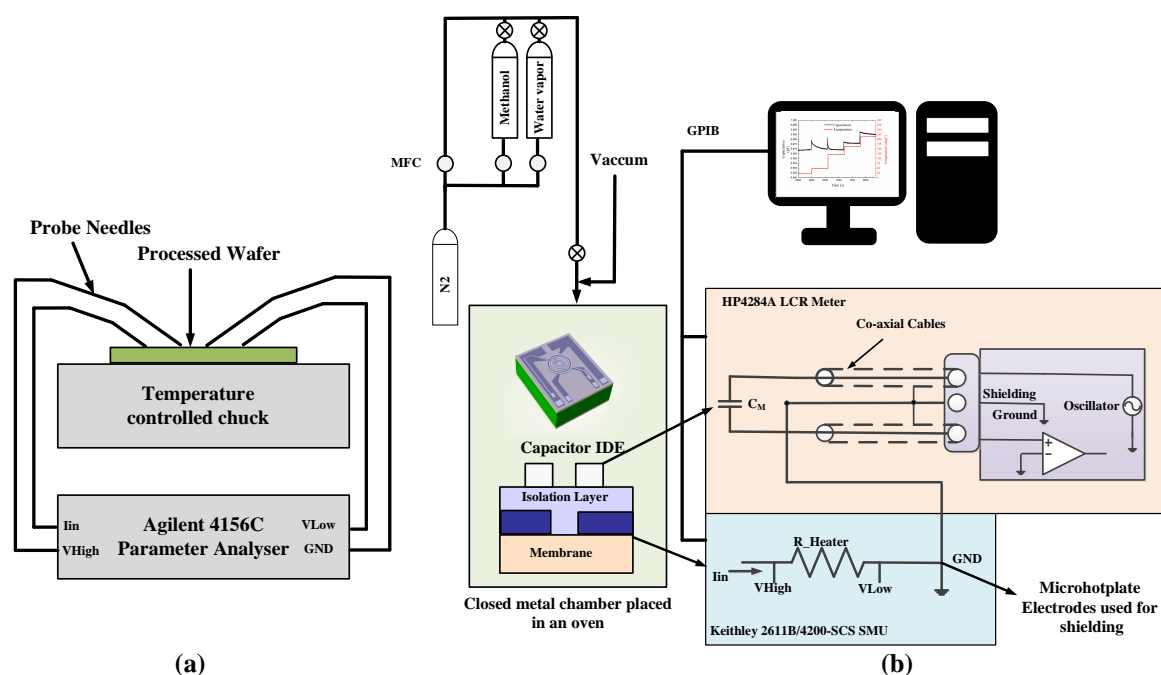 Probe Needles
Processed Wafer
Temperature
controlled chuck
Iin
VHigh
Agilent 4156C
Parameter Analyser
VLow
GND
(a)
Methanol
Water vapor
MFC
N2
Vaccum
GPIB
Capacitance
Temperature
Time (s)
Capacitor IDE
Isolation Layer
Membrane
Closed metal chamber placed
in an oven
HP4284A LCR Meter
Co-axial Cables
CM
Shielding
Ground
Oscillator
+
-
R_Heater
Iin
VHigh
VLow
GND
Keithley 2611B/4200-SCS SMU
Microhotplate
Electrodes used for
shielding
(b)